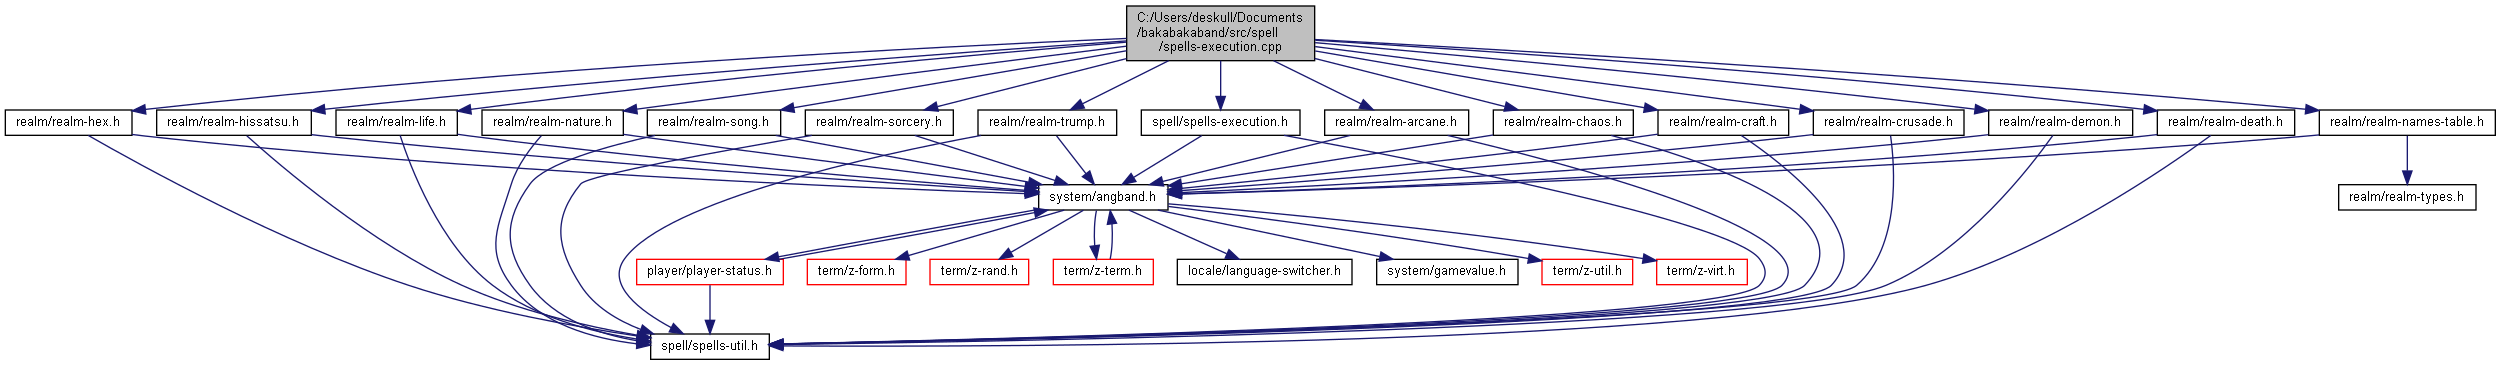 C:/Users/deskull/Documents
/bakabakaband/src/spell
/spells-execution.cpp
realm/realm-hex.h
realm/realm-hissatsu.h
realm/realm-life.h
realm/realm-nature.h
realm/realm-song.h
realm/realm-sorcery.h
realm/realm-trump.h
spell/spells-execution.h
realm/realm-arcane.h
realm/realm-chaos.h
realm/realm-craft.h
realm/realm-crusade.h
realm/realm-demon.h
realm/realm-death.h
realm/realm-names-table.h
system/angband.h
realm/realm-types.h
player/player-status.h
term/z-form.h
term/z-rand.h
term/z-term.h
locale/language-switcher.h
system/gamevalue.h
term/z-util.h
term/z-virt.h
spell/spells-util.h